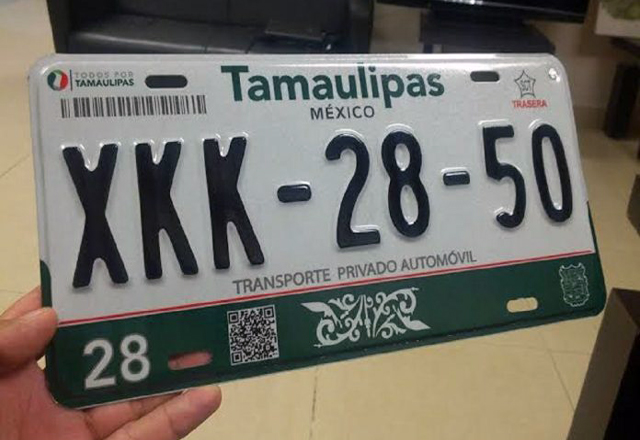 TODOS POR
TAMAULIPAS
Tamaulipas
MÉXICO
TRASERA
XKK-28-50
TRANSPORTE PRIVADO AUTOMÓVIL
28